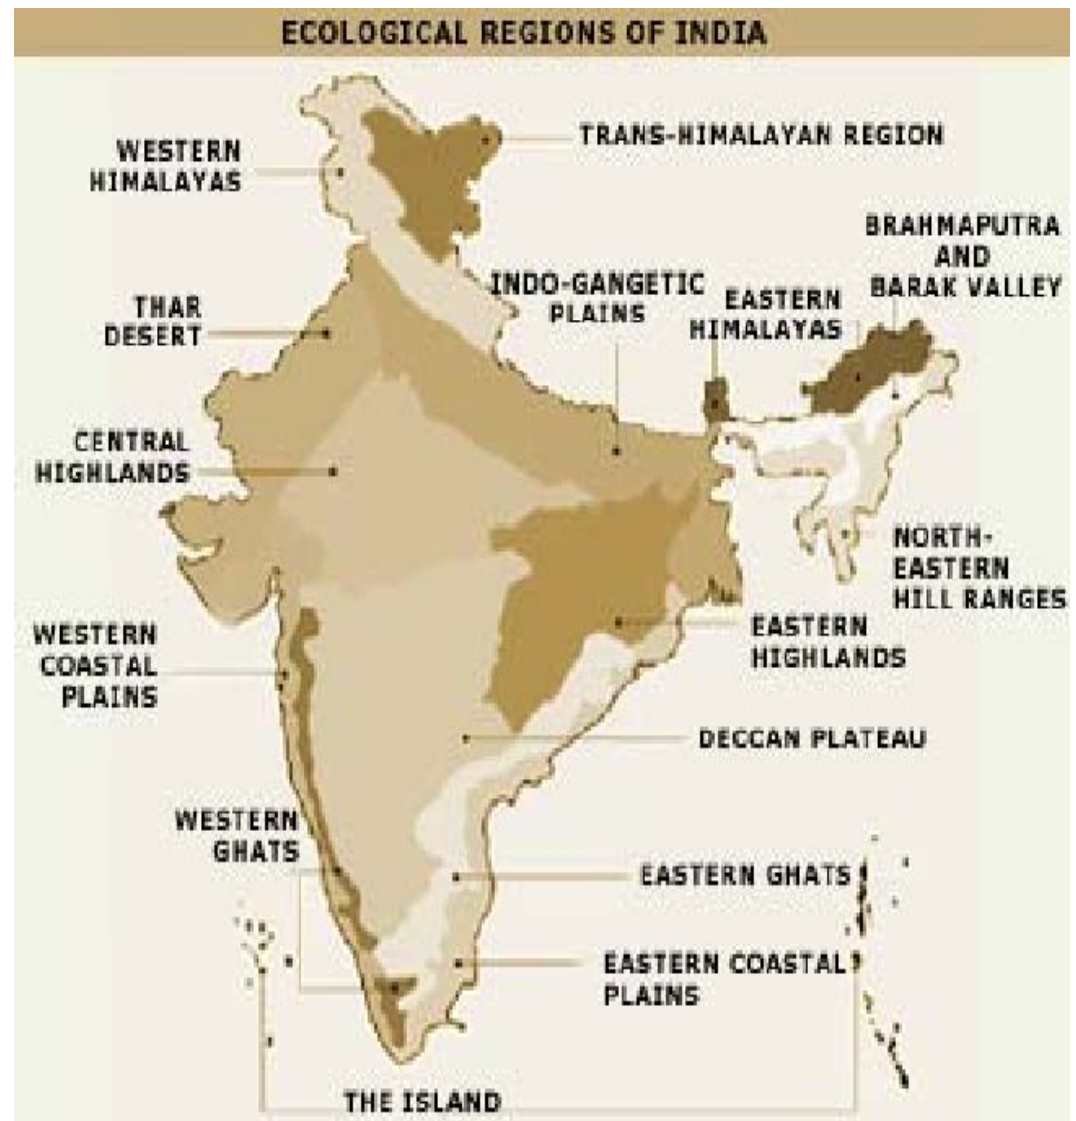 ECOLOGICAL REGIONS OF INDIA
TRANS-HIMALAYAN REGION
WESTERN
HIMALAYAS
BRAHMAPUTRA
AND
BARAK VALLEY
INDO-GANGETIC
PLAINS
EASTERN
HIMALAYAS
THAR
DESERT
CENTRAL
HIGHLANDS
NORTH-
EASTERN
HILL RANGES
WESTERN
COASTAL
PLAINS
EASTERN
HIGHLANDS
DECCAN PLATEAU
WESTERN
GHATS
EASTERN GHATS
EASTERN COASTAL
PLAINS
THE ISLAND